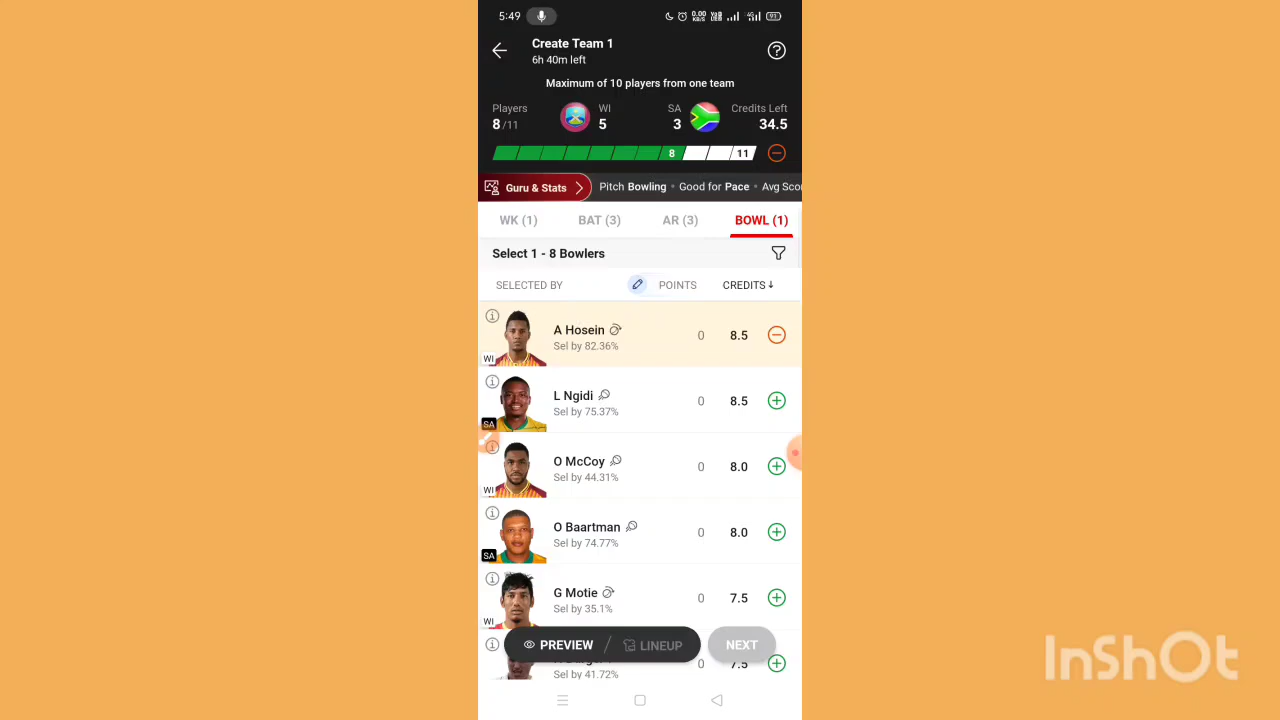 5:49
0.00 KB/S
91
Create Team 1
6h 40m left
Maximum of 10 players from one team
Players
8/11
WI
5
SA
3
Credits Left
34.5
8
11
Guru & Stats
Pitch Bowling • Good for Pace • Avg Scor
WK (1)
BAT (3)
AR (3)
BOWL (1)
Select 1 - 8 Bowlers
SELECTED BY
POINTS
CREDITS↓
A Hosein
Sel by 82.36%
0
8.5
WI
L Ngidi
Sel by 75.37%
0
8.5
SA
O McCoy
Sel by 44.31%
0
8.0
WI
O Baartman
Sel by 74.77%
0
8.0
SA
G Motie
Sel by 35.1%
0
7.5
WI
PREVIEW
LINEUP
NEXT
0
7.5
Sel by 41.72%
InShOt